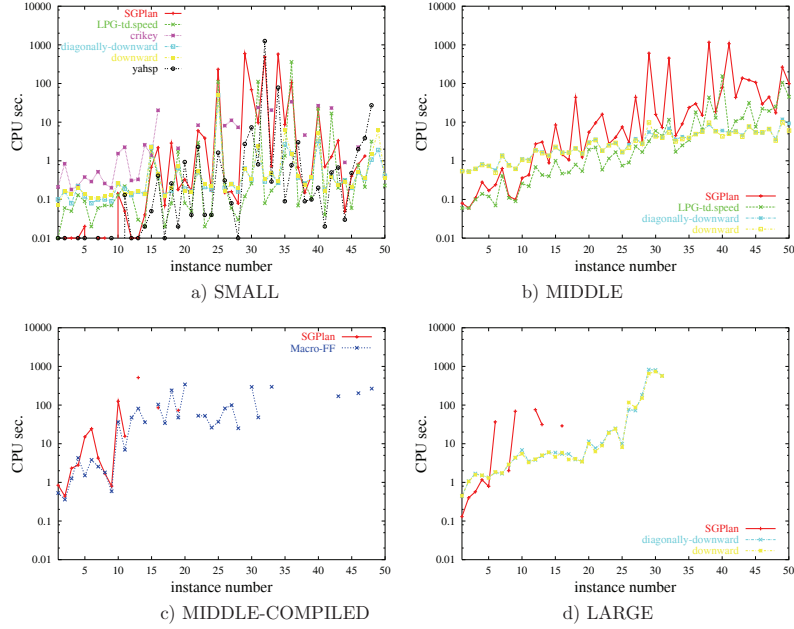 SGPlan
LPG-td.speed
crikey
diagonally-downward
downward
yahsp
10000
1000
100
10
1
0.1
0.01
CPU sec.
5 10 15 20 25 30 35 40 45 50
instance number
a) SMALL
10000
1000
100
10
1
0.1
0.01
CPU sec.
SGPlan
LPG-td.speed
diagonally-downward
downward
5 10 15 20 25 30 35 40 45 50
instance number
b) MIDDLE
SGPlan
Macro-FF
10000
1000
100
10
1
0.1
0.01
CPU sec.
5 10 15 20 25 30 35 40 45 50
instance number
c) MIDDLE-COMPILED
10000
1000
100
10
1
0.1
0.01
CPU sec.
SGPlan
diagonally-downward
downward
5 10 15 20 25 30 35 40 45 50
instance number
d) LARGE